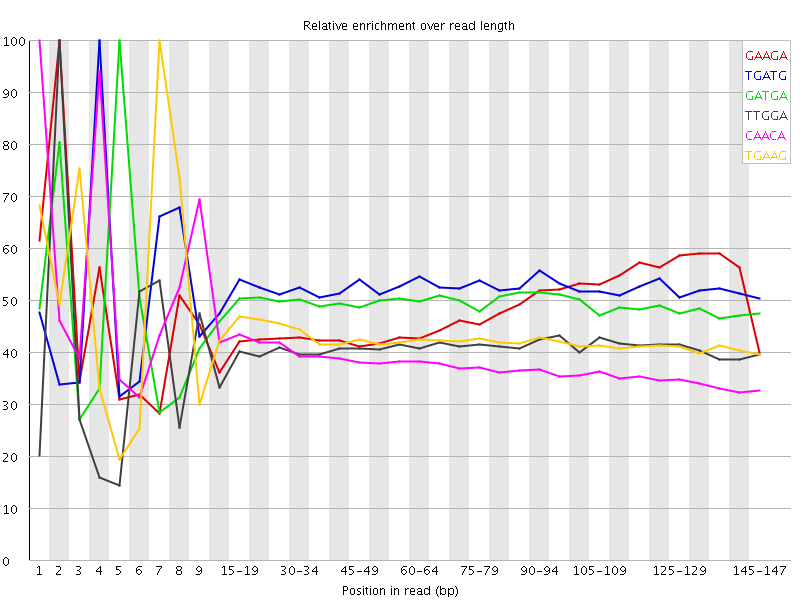 Relative enrichment over read length
100
90
80
70
60
50
40
30
20
10
0
GAAGA
TGATG
GATGA
TTGGA
CAACA
TGAAG
1 2 3 4 5 6 7 8 9 15-19 30-34 45-49 60-64 75-79 90-94 105-109 125-129 145-147
Position in read (bp)